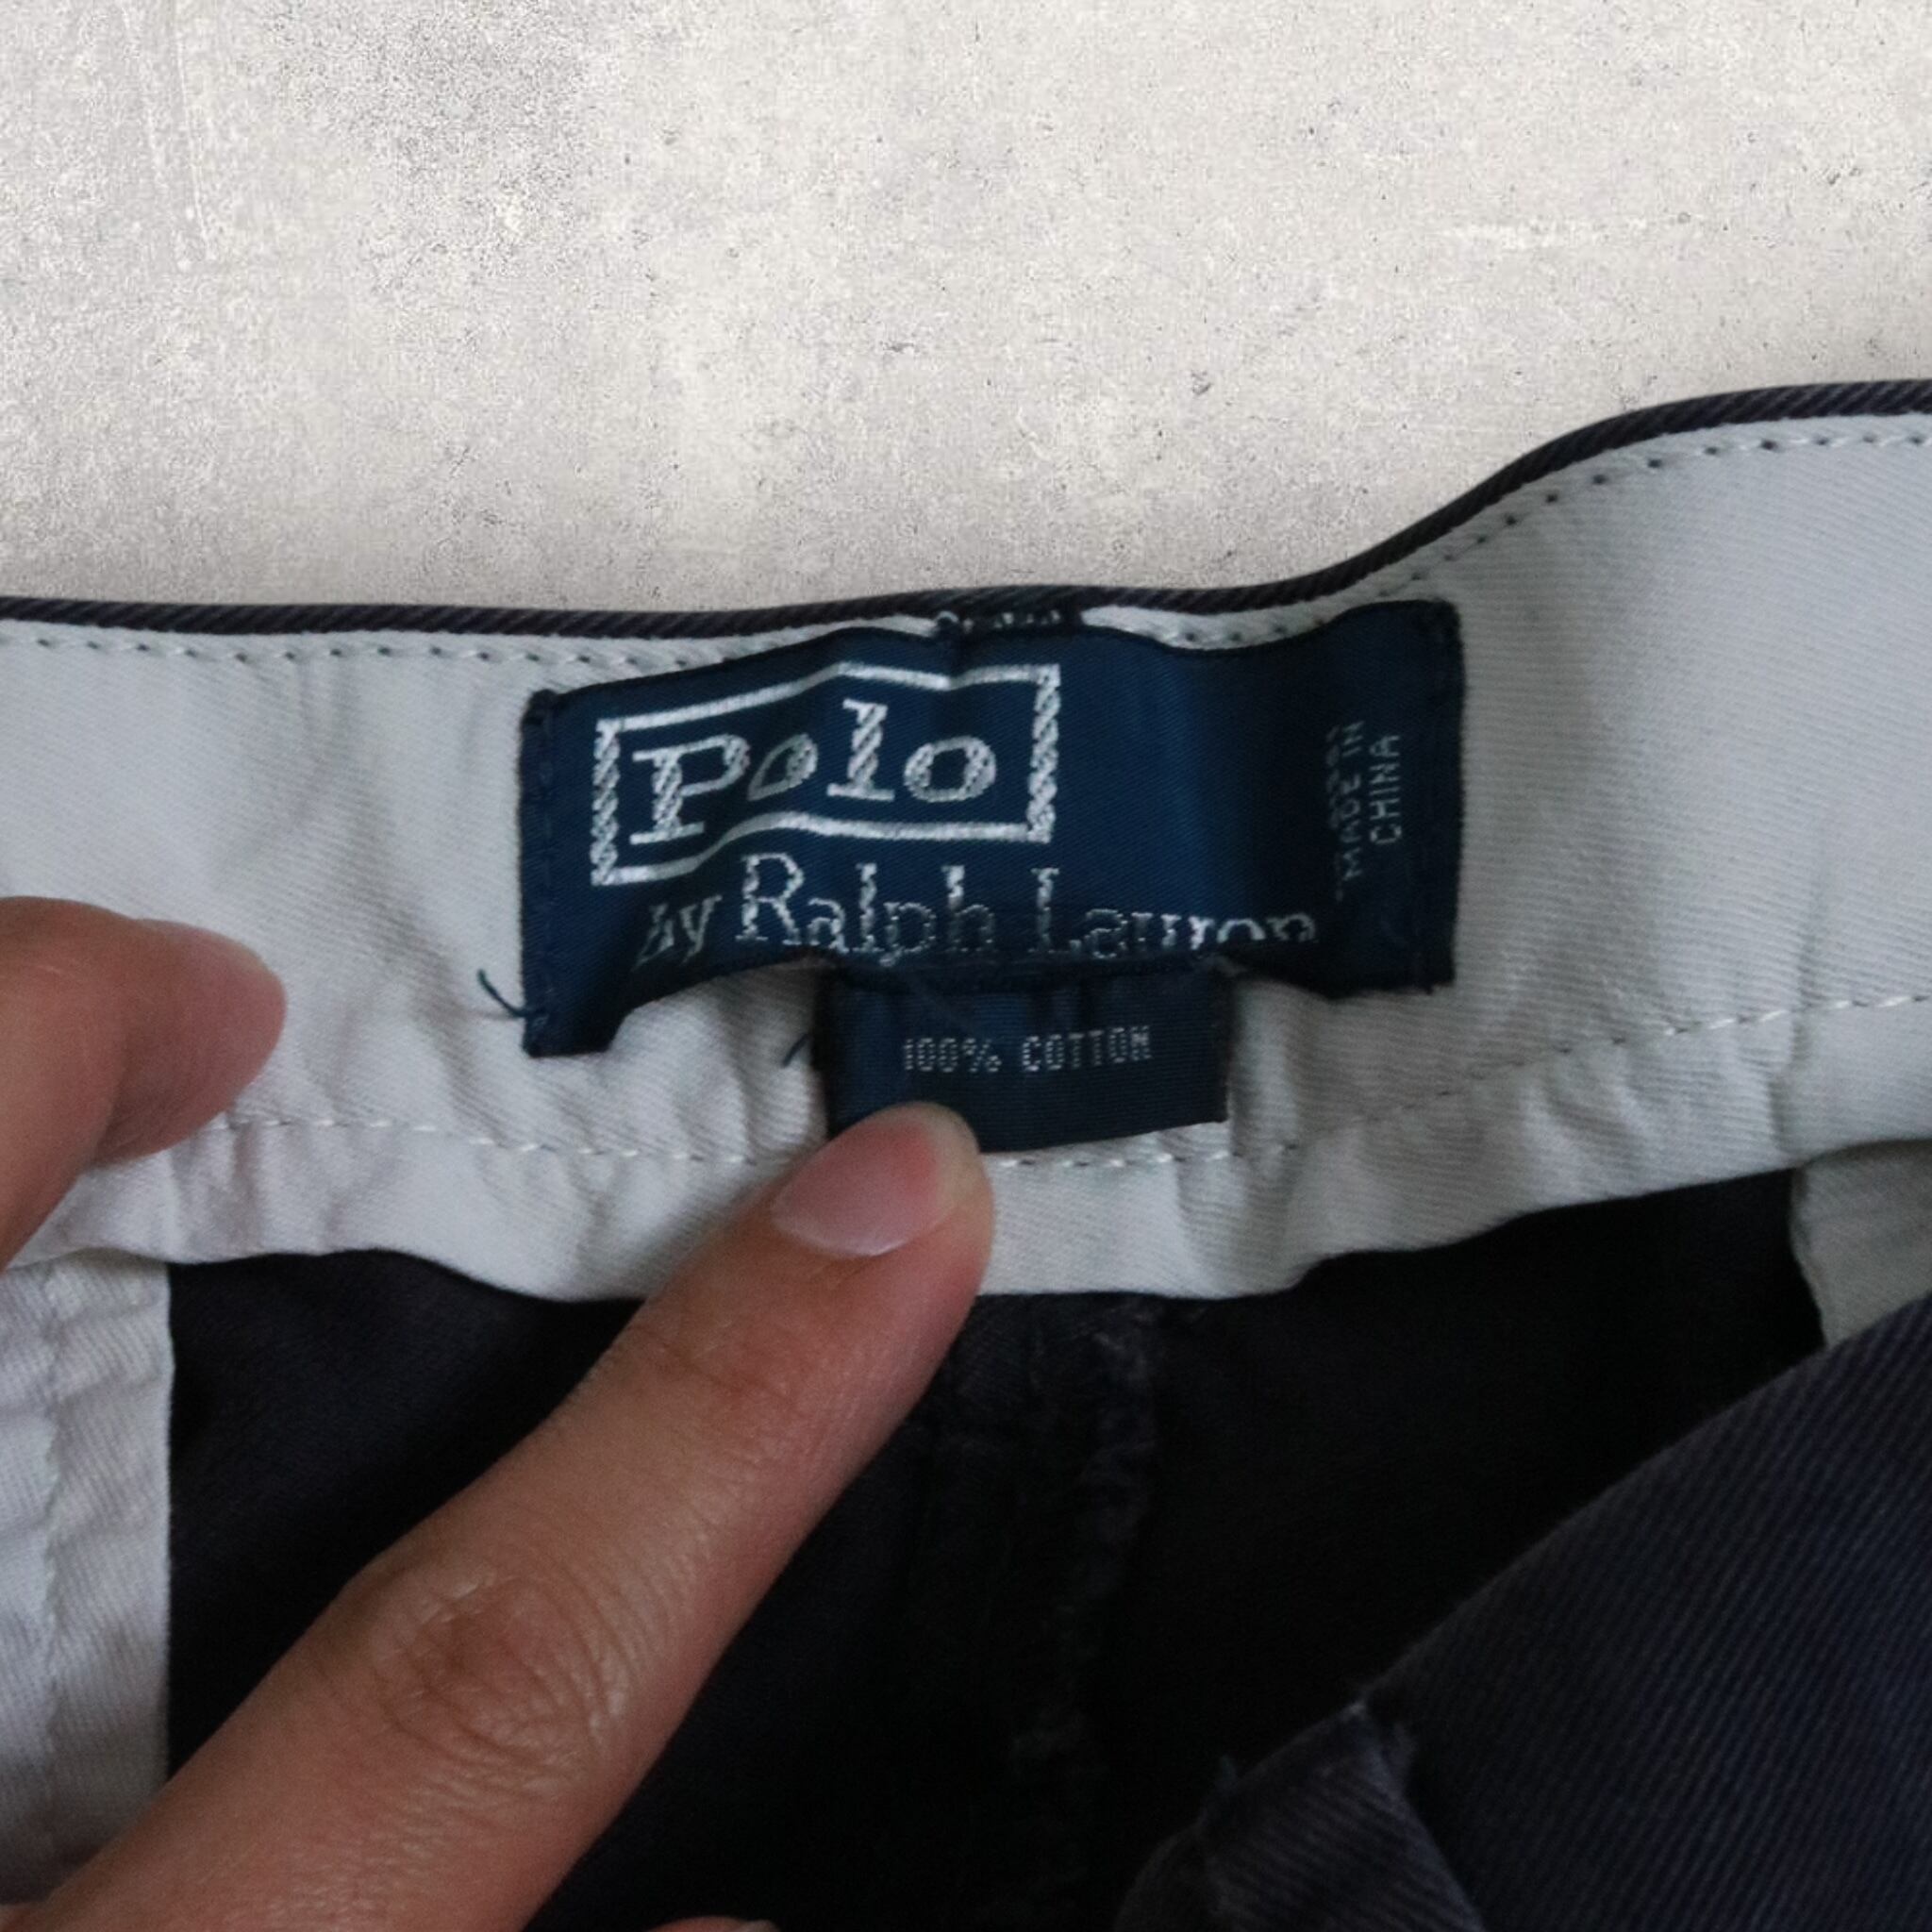 Polo
by Ralph Lauren
MADE IN
CHINA
100% COTTON